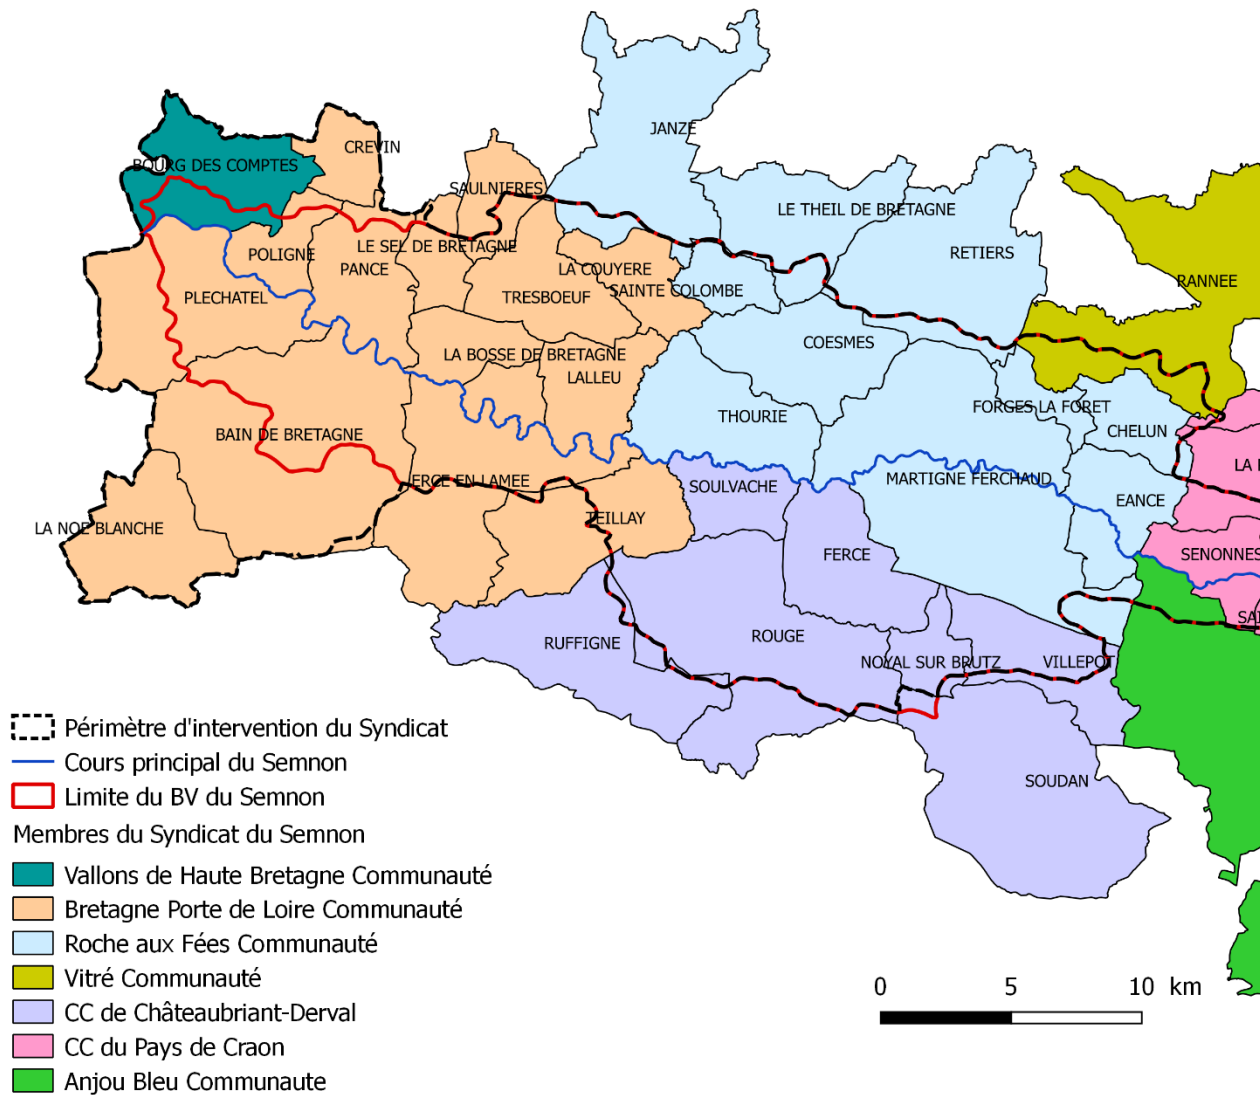 JANZE
CREVIN
BOURG DES COMPTES
SAULNIERES
LE THEIL DE BRETAGNE
LE SEL DE BRETAGNE
POLIGNE
RETIERS
PANCE
LA COUYERE
RANNEE
SAINTE COLOMBE
PLECHATEL
TRESBOEUF
COESMES
LA BOSSE DE BRETAGNE
LALLEU
FORGES LA FORET
THOURIE
CHELUN
BAIN DE BRETAGNE
LA
ERCE EN LAMEE
MARTIGNE FERCHAUD
SOULVACHE
EANCE
TEILLAY
LA NOE BLANCHE
FERCE
SENONNES
SAI
ROUGE
RUFFIGNE
NOYAL SUR BRUTZ
VILLEPOT
SOUDAN
Périmètre d'intervention du Syndicat
Cours principal du Semnon
Limite du BV du Semnon
Membres du Syndicat du Semnon
Vallons de Haute Bretagne Communauté
Bretagne Porte de Loire Communauté
Roche aux Fées Communauté
Vitré Communauté
CC de Châteaubriant-Derval
CC du Pays de Craon
Anjou Bleu Communaute
0 5 10 km